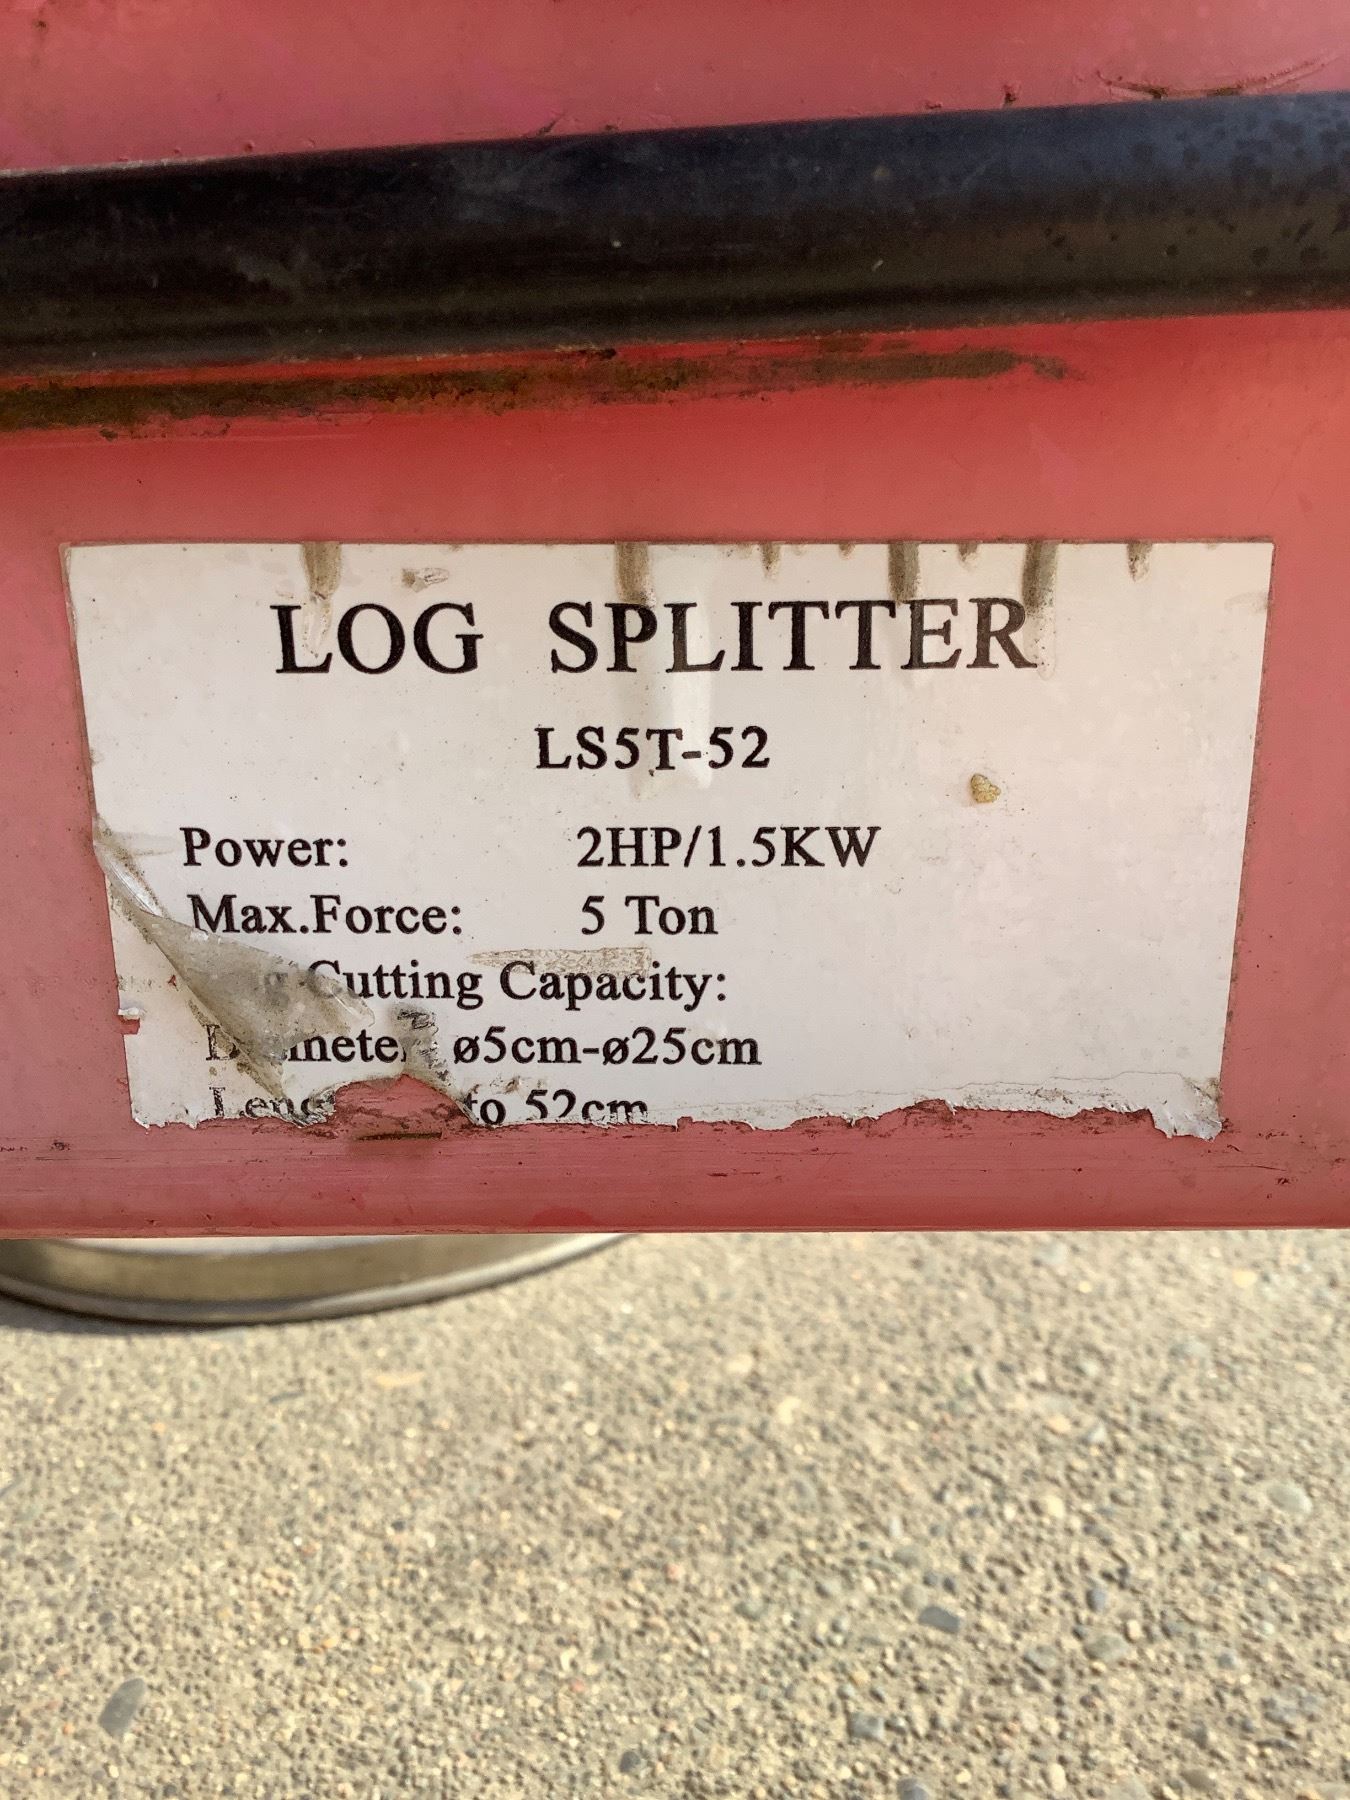 LOG SPLITTER
LS5T-52
Power: 2HP/1.5KW
Max.Force: 5 Ton
Cutting Capacity:
ø5cm-ø25cm
to 52cm